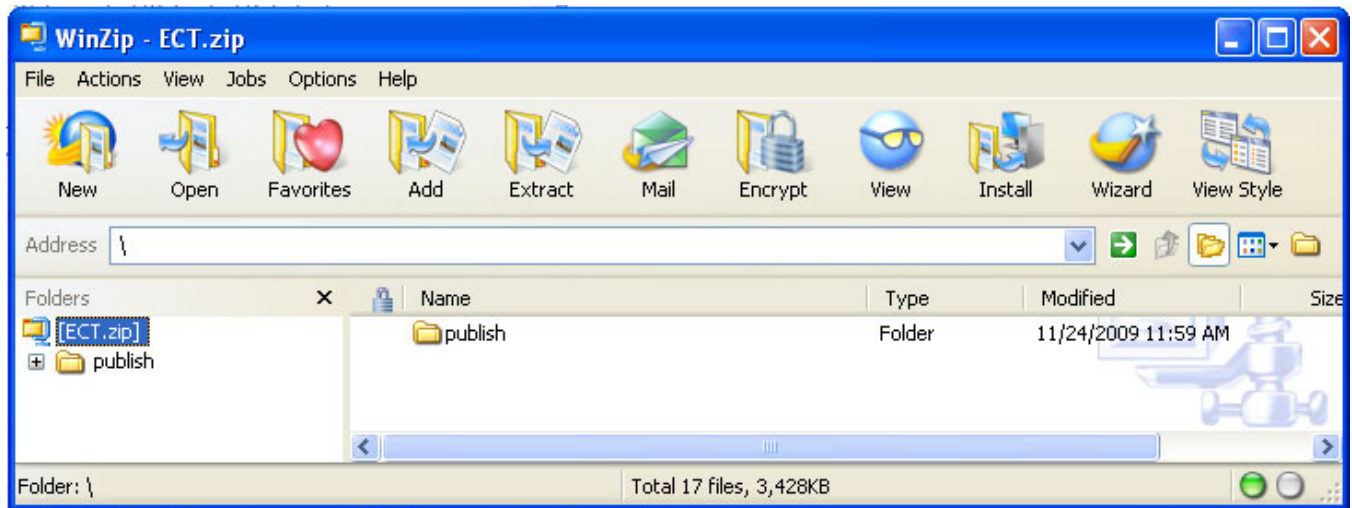 WinZip - ECT.zip
File Actions View Jobs Options Help
New Open Favorites Add Extract Mail Encrypt View Install Wizard View Style
Address \
Folders Name Type Modified Size
[ECT.zip] publish Folder 11/24/2009 11:59 AM
publish
Folder: \ Total 17 files, 3,428KB